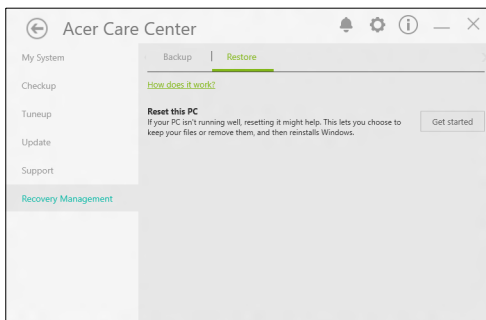 Acer Care Center
My System
Backup
Restore
Checkup
How does it work?
Tuneup
Reset this PC
If your PC isn't running well, resetting it might help. This lets you choose to
keep your files or remove them, and then reinstalls Windows.
Get started
Update
Support
Recovery Management